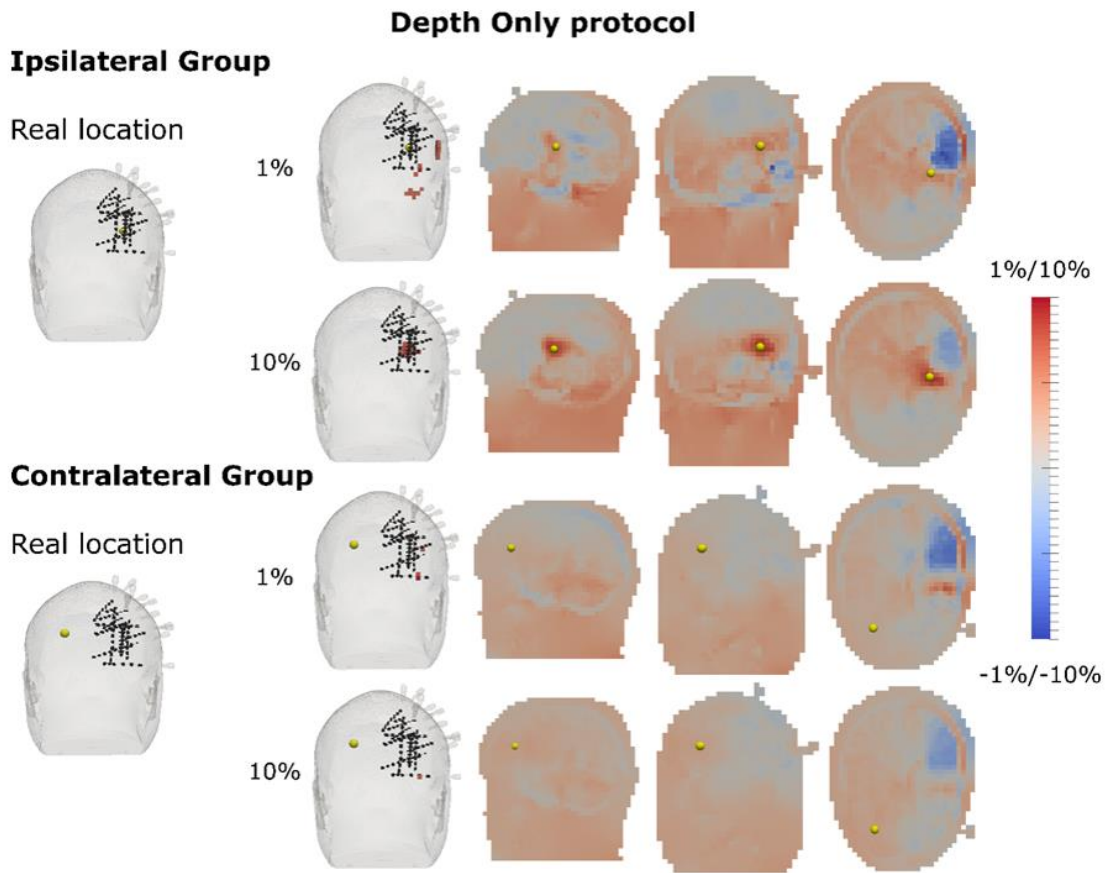 Depth Only protocol
Ipsilateral Group
Real location
1%
10%
1%/10%
-1%/-10%
Contralateral Group
Real location
1%
10%